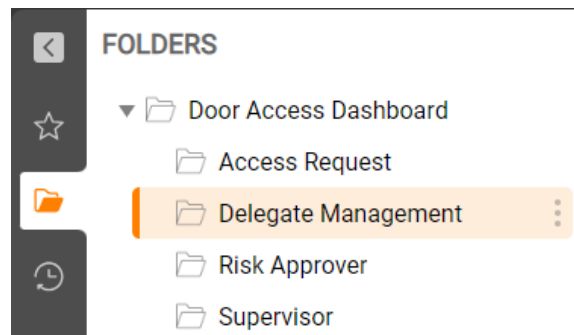 FOLDERS
Door Access Dashboard
Access Request
Delegate Management
Risk Approver
Supervisor